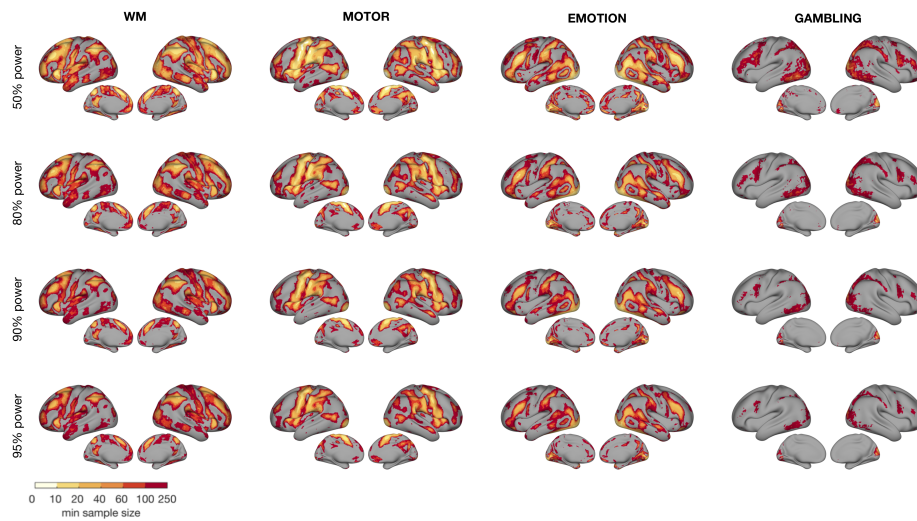 WM MOTOR EMOTION GAMBLING
50% power
80% power
90% power
95% power
0 10 20 40 60 100 250
min sample size